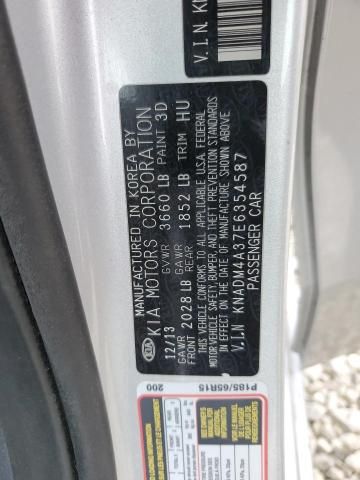 MANUFACTURED IN KOREA BY
KIA KIA MOTORS CORPORATION
12/13 GVWR 3660 LB PAINT 3D
GAWR FRONT 2028 LB GAWR REAR 1852 LB TRIM HU
THIS VEHICLE CONFORMS TO ALL APPLICABLE U.S.A. FEDERAL
MOTOR VEHICLE SAFETY, BUMPER, AND THEFT PREVENTION STANDARDS
IN EFFECT ON THE DATE OF MANUFACTURE SHOWN ABOVE
V.I.N KNADM4A37E6354587
PASSENGER CAR
V.I.N
200 P185/65R15